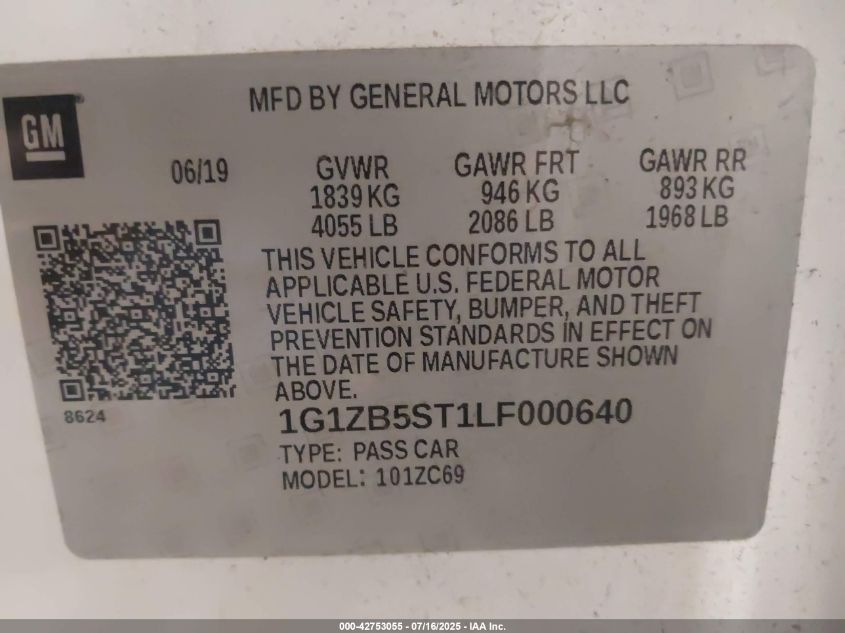 MFD BY GENERAL MOTORS LLC
GM
06/19
GVWR GAWR FRT GAWR RR
1839 KG 946 KG 893 KG
4055 LB 2086 LB 1968 LB
THIS VEHICLE CONFORMS TO ALL
APPLICABLE U.S. FEDERAL MOTOR
VEHICLE SAFETY, BUMPER, AND THEFT
PREVENTION STANDARDS IN EFFECT ON
THE DATE OF MANUFACTURE SHOWN
ABOVE.
8624
1G1ZB5ST1LF000640
TYPE: PASS CAR
MODEL: 101ZC69
000-42753055 - 07/16/2025 - IAA Inc.